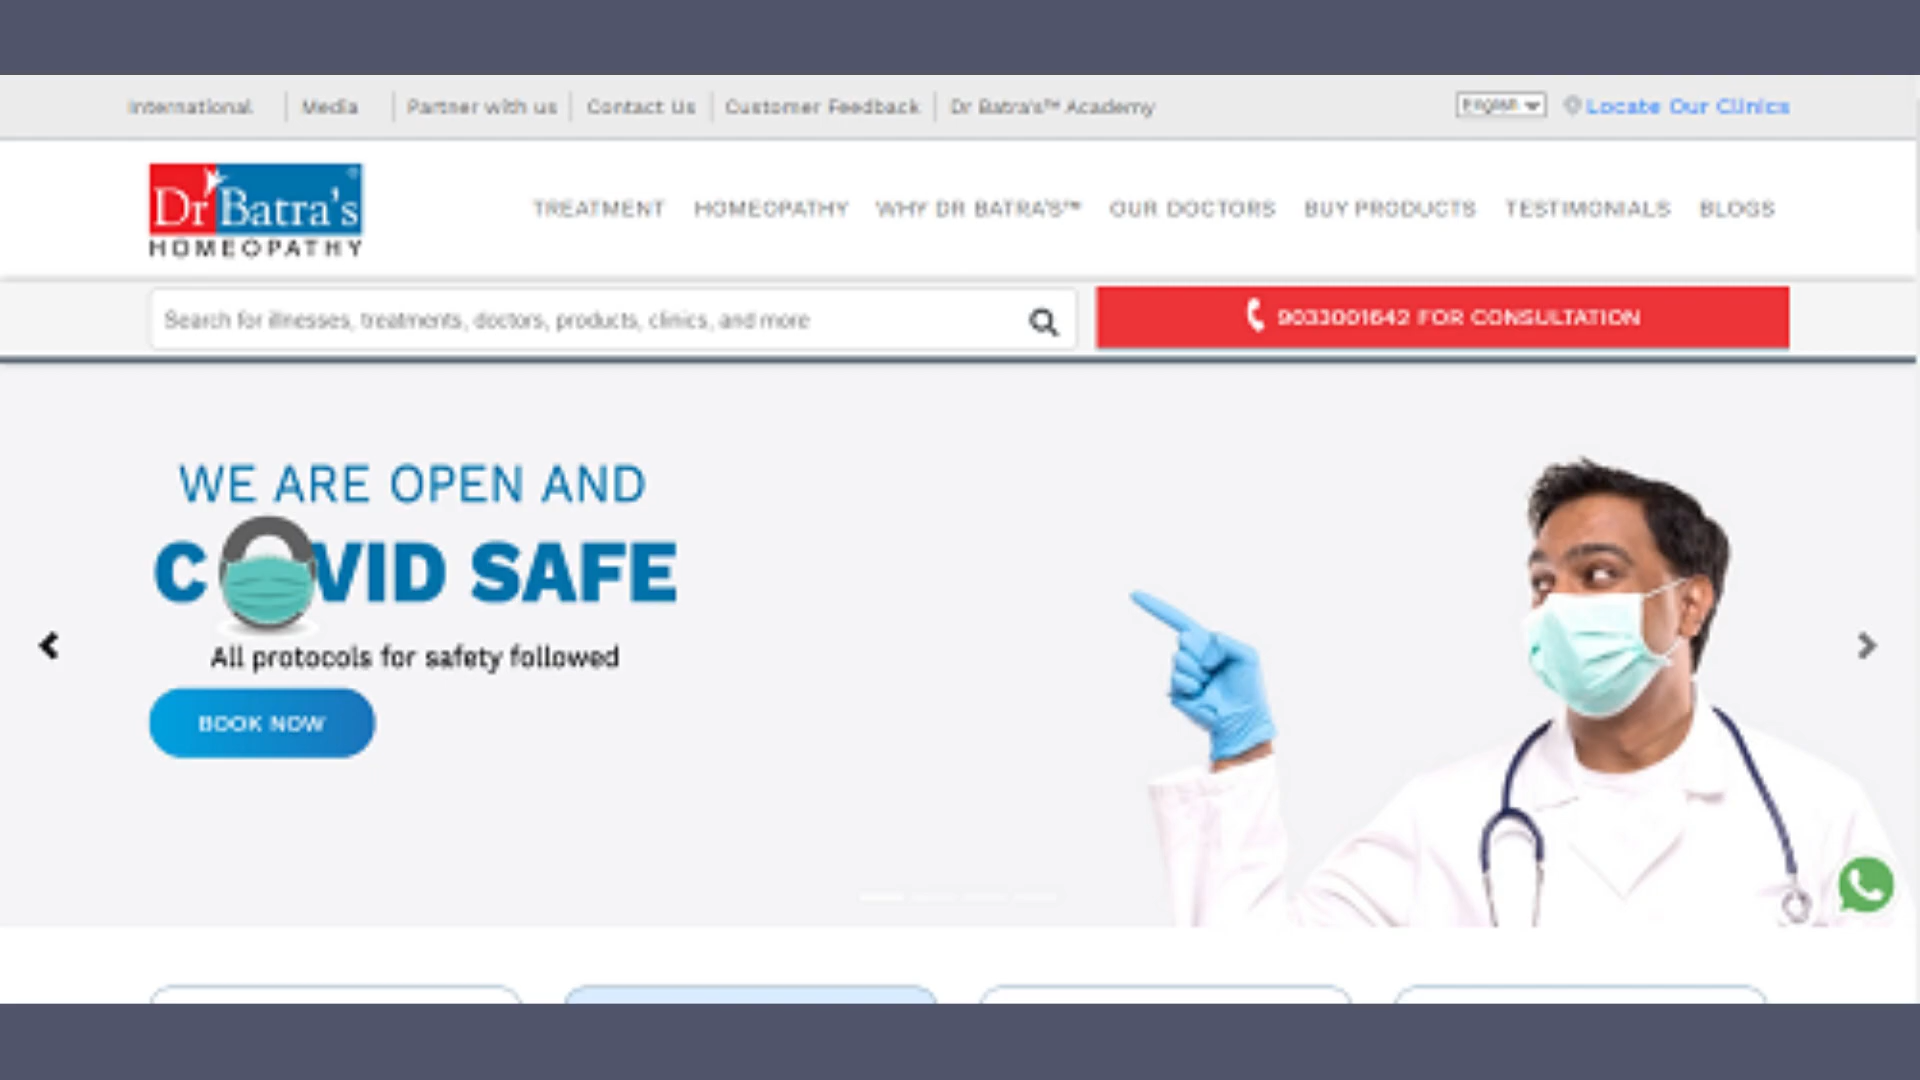 International
Media
Partner with us
Contact Us
Customer Feedback
Dr Batra's™ Academy
English
Locate Our Clinics
Dr Batra's®
HOMEOPATHY
TREATMENT
HOMEOPATHY
WHY DR BATRA'S™
OUR DOCTORS
BUY PRODUCTS
TESTIMONIALS
BLOGS
Search for illnesses, treatments, doctors, products, clinics, and more
9033001642 FOR CONSULTATION
WE ARE OPEN AND
COVID SAFE
All protocols for safety followed
BOOK NOW